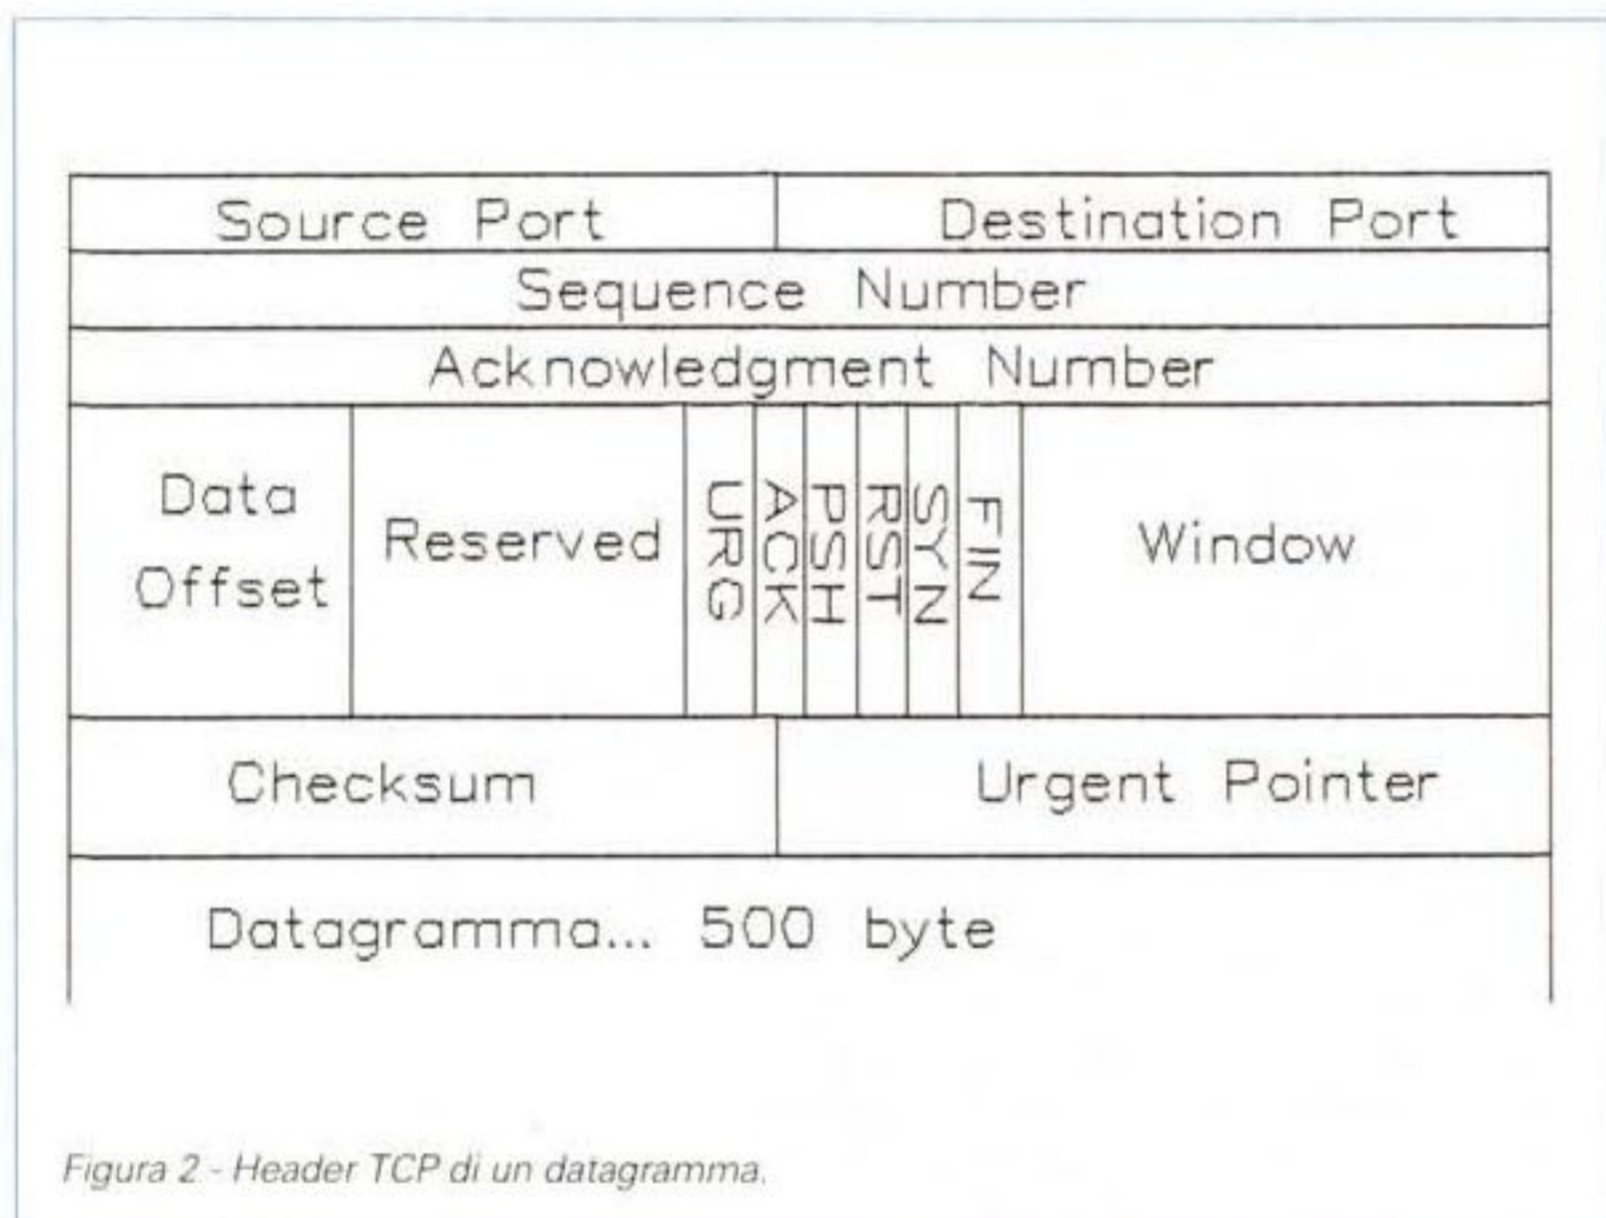 Source Port Destination Port
Sequence Number
Acknowledgment Number
Data Offset Reserved URG ACK PSH RST SYN FIN Window
Checksum Urgent Pointer
Datagramma... 500 byte
Figura 2 - Header TCP di un datagramma.